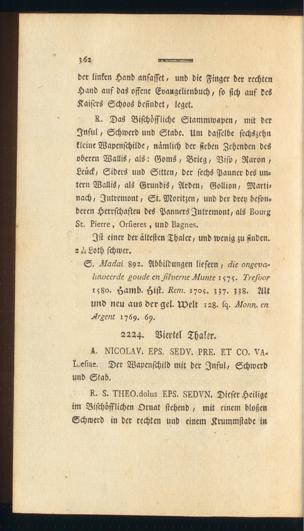 362
der linken Hand anfasset, und die Finger der rechten
Hand auf das offene Evangelienbuch, so sich auf des
Kaisers Schoos befindet, leget.
R. Das Bischöffliche Stammwapen, mit der
Inful, Schwerd und Stabe. Um dasselbe sechszehn
kleine Wapenschilde, nämlich der sieben Zehenden des
oberen Wallis, als: Goms, Brieg, Visp, Raron,
Leück, Siders und Sitten, der sechs Panner des un-
tern Wallis, als Grundis, Arden, Gollion, Marti-
nach, Intremont, St. Moritzen, und der drey beson-
deren Herrschaften des Panners Intremont, als Bourg
St. Pierre, Orsieres, und Bagnes.
Ist einer der ältesten Thaler, und wenig zu finden.
Loth schwer.
S. Madai 892. Abbildungen liefern, die ongeva-
lueerde goude en silverne Munte 1575. Tresoor
1580. Hamb. Hist. Rem. 1705. 337. 338. Alt
und neu aus der gel. Welt 128. sq. Monn. en
Argent 1769. 69.
2224. Viertel Thaler.
A. NICOLAV. EPS. SEDV. PRE. ET CO. VA-
Lesiae. Der Wapenschild mit der Inful, Schwerd
und Stab.
R. S. THEOdolus EPS. SEDVN. Dieser Heilige
im Bischöfflichen Ornat stehend, mit einem bloßen
Schwerd in der rechten und einem Krummstabe in